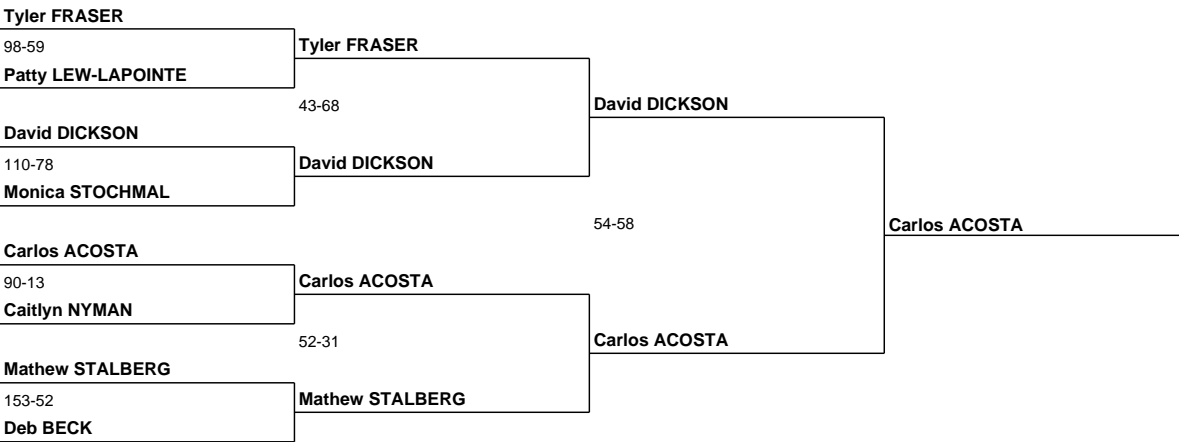 Tyler FRASER
98-59
Tyler FRASER
Patty LEW-LAPOINTE
43-68
David DICKSON
David DICKSON
110-78
David DICKSON
Monica STOCHMAL
54-58
Carlos ACOSTA
Carlos ACOSTA
90-13
Carlos ACOSTA
Caitlyn NYMAN
52-31
Carlos ACOSTA
Mathew STALBERG
153-52
Mathew STALBERG
Deb BECK